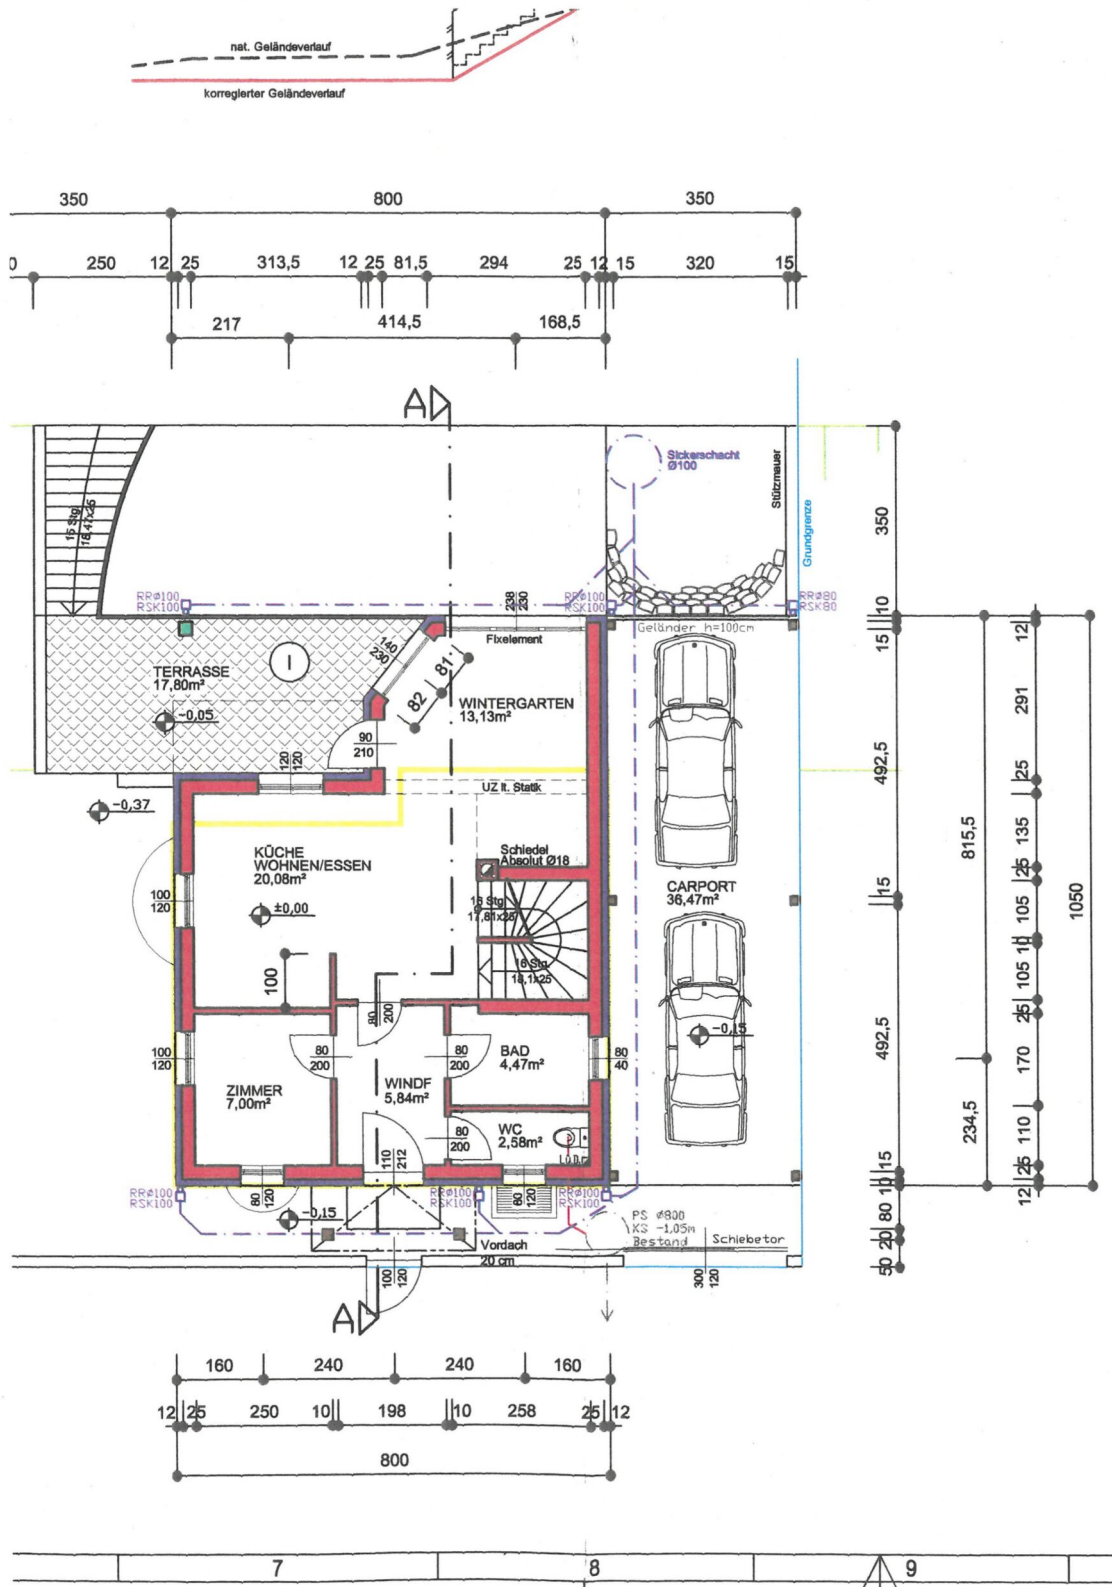 nat. Geländeverlauf
korregierter Geländeverlauf
350 800 350
0 250 12 25 313,5 12 25 81,5 294 25 12 15 320 15
217 414,5 168,5
A
Sickerschacht
Ø100
Stützmauer
Grundgrenze
16 Stg
18,47x25
RRØ100
RSK100
238
230
RRØ100
RSK100
RRØ80
RSK80
Fixelement
Geländer h=100cm
140
230
I
TERRASSE
17,80m²
-0,05
82 81
WINTERGARTEN
13,13m²
90
210
120
120
UZ lt. Statik
-0,37
KÜCHE
WOHNEN/ESSEN
20,08m²
Schiedel
Absolut Ø18
CARPORT
36,47m²
100
120
±0,00
16 Stg
17,81x25
16 Stg
18,1x25
100
80
200
-0,15
100
120
80
200
80
200
BAD
4,47m²
80
40
ZIMMER
7,00m²
WINDF
5,84m²
WC
2,58m²
80
200
110
212
Lü.D.
RRØ100
RSK100
80
120
RRØ100
RSK100
60
120
RRØ100
RSK100
-0,15
PS Ø800
KS -1,05m
Bestand
Schiebetor
Vordach
20 cm
100
120
300
120
A
350
10
15
492,5
15
492,5
15
10
80
20
50
815,5
234,5
12
291
25
135
25
105
10
105
25
170
110
25
12
1050
160 240 240 160
12 25 250 10 198 10 258 25 12
800
7 8 9